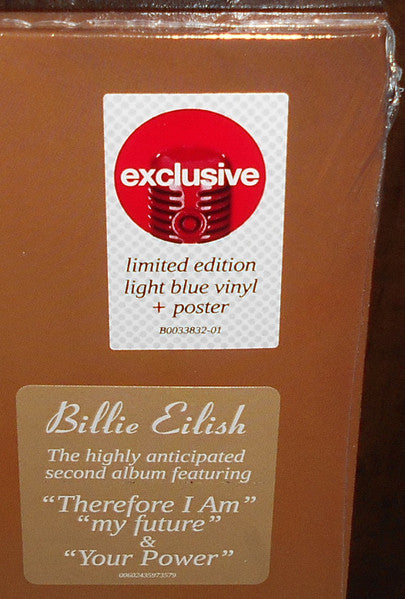 exclusive
limited edition
light blue vinyl
+ poster
B0033832-01
Billie Eilish
The highly anticipated
second album featuring
"Therefore I Am"
"my future"
&
"Your Power"
00602435973579